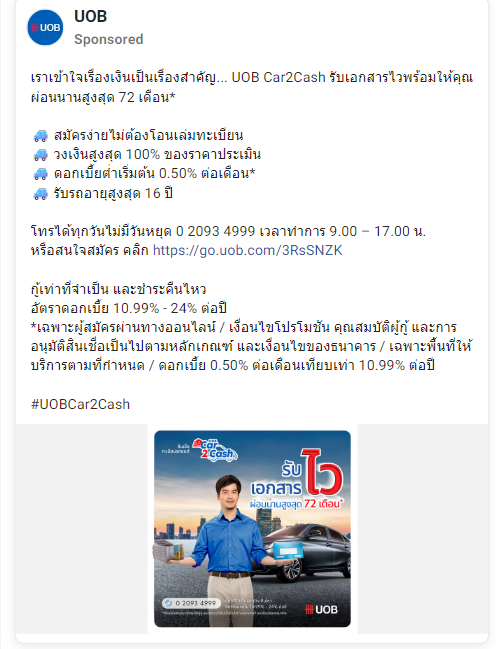 UOB
UOB
Sponsored
เราเข้าใจเรื่องเงินเป็นเรื่องสำคัญ... UOB Car2Cash รับเอกสารไวพร้อมให้คุณ
ผ่อนนานสูงสุด 72 เดือน*
สมัครง่ายไม่ต้องโอนเล่มทะเบียน
วงเงินสูงสุด 100% ของราคาประเมิน
ดอกเบี้ยต่ำเริ่มต้น 0.50% ต่อเดือน*
รับรถอายุสูงสุด 16 ปี
โทรได้ทุกวันไม่มีวันหยุด 0 2093 4999 เวลาทำการ 9.00 – 17.00 น.
หรือสนใจสมัคร คลิก https://go.uob.com/3RsSNZK
กู้เท่าที่จำเป็น และชำระคืนไหว
อัตราดอกเบี้ย 10.99% - 24% ต่อปี
*เฉพาะผู้สมัครผ่านทางออนไลน์ / เงื่อนไขโปรโมชัน คุณสมบัติผู้กู้ และการ
อนุมัติสินเชื่อเป็นไปตามหลักเกณฑ์ และเงื่อนไขของธนาคาร / เฉพาะพื้นที่ให้
บริการตามที่กำหนด / ดอกเบี้ย 0.50% ต่อเดือนเทียบเท่า 10.99% ต่อปี
#UOBCar2Cash
สินเชื่อ
ทะเบียนรถยนต์
Car
2Cash
รับ
เอกสาร ไว
ผ่อนนานสูงสุด 72 เดือน*
0 2093 4999
UOB